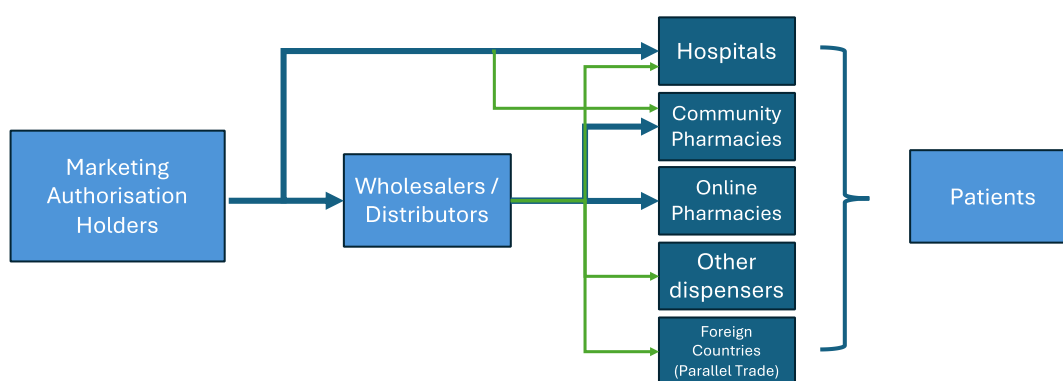 Marketing
Authorisation
Holders
Wholesalers /
Distributors
Hospitals
Community
Pharmacies
Online
Pharmacies
Other
dispensers
Foreign
Countries
(Parallel Trade)
Patients